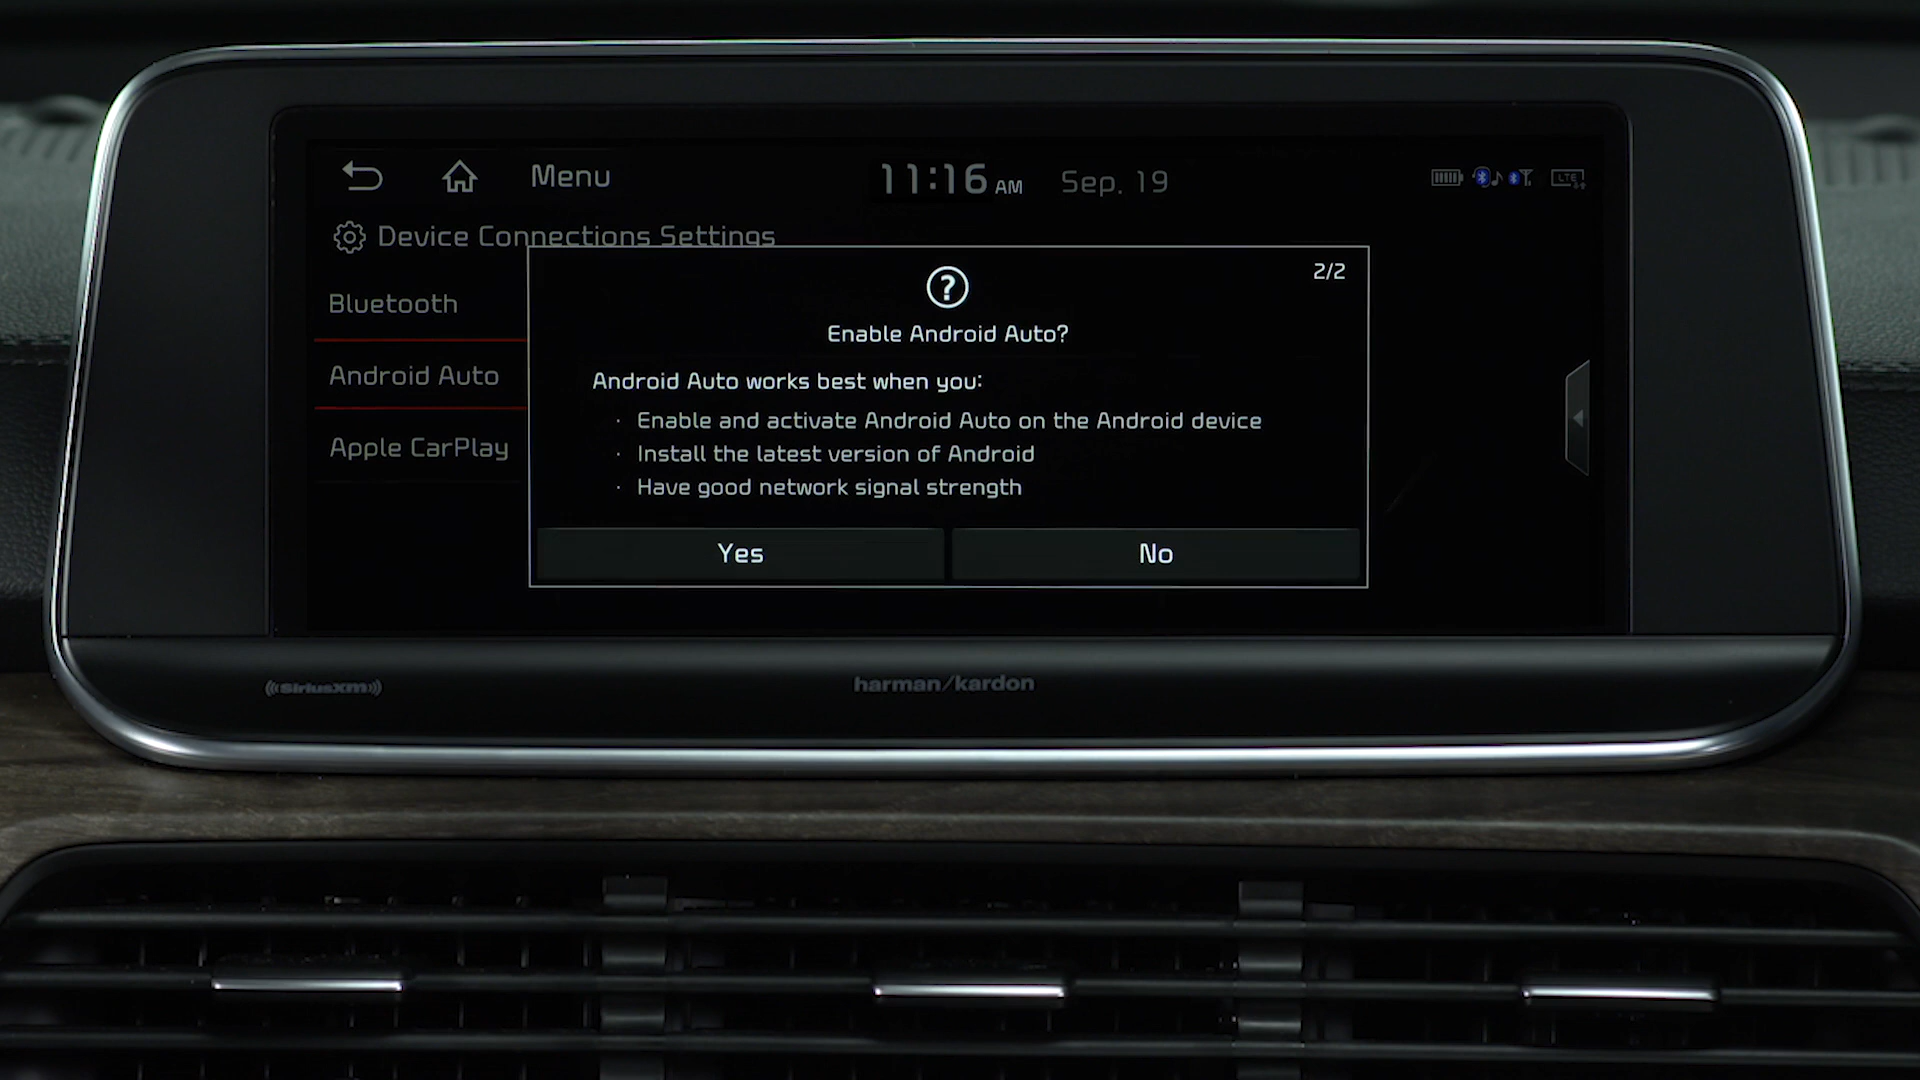 Menu
11:16 AM
Sep. 19
LTE
Device Connections Settings
Bluetooth
Android Auto
Apple CarPlay
2/2
?
Enable Android Auto?
Android Auto works best when you:
· Enable and activate Android Auto on the Android device
· Install the latest version of Android
· Have good network signal strength
Yes
No
((SiriusXM))
harman/kardon